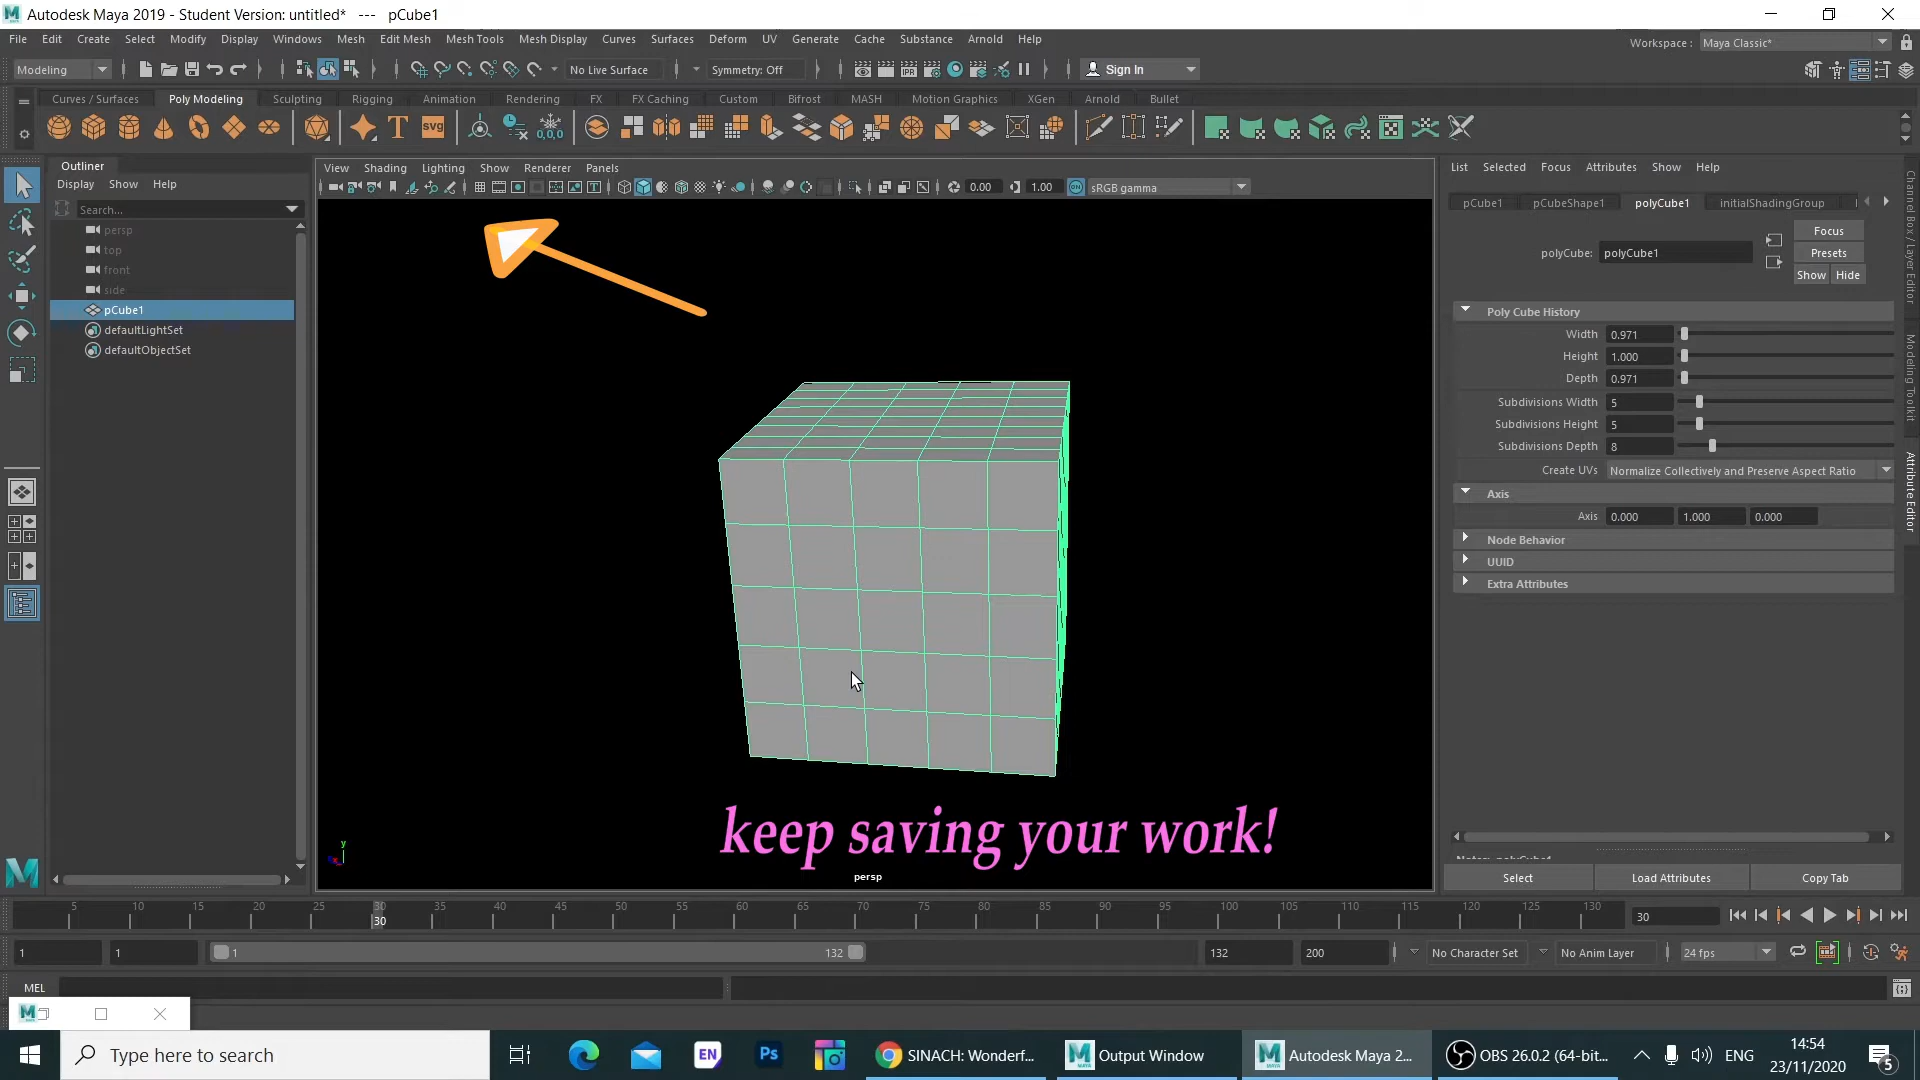 Autodesk Maya 2019 - Student Version: untitled* --- pCube1
File Edit Create Select Modify Display Windows Mesh Edit Mesh Mesh Tools Mesh Display Curves Surfaces Deform UV Generate Cache Substance Arnold Help
Workspace : Maya Classic*
Modeling No Live Surface Symmetry: Off Sign In
Curves / Surfaces Poly Modeling Sculpting Rigging Animation Rendering FX FX Caching Custom Bifrost MASH Motion Graphics XGen Arnold Bullet
Outliner
Display Show Help
Search...
persp
top
front
side
pCube1
defaultLightSet
defaultObjectSet
View Shading Lighting Show Renderer Panels
0.00 1.00 sRGB gamma
keep saving your work!
persp
List Selected Focus Attributes Show Help
pCube1 pCubeShape1 polyCube1 initialShadingGroup
polyCube: polyCube1
Focus
Presets
Show Hide
Poly Cube History
Width 0.971
Height 1.000
Depth 0.971
Subdivisions Width 5
Subdivisions Height 5
Subdivisions Depth 8
Create UVs Normalize Collectively and Preserve Aspect Ratio
Axis
Axis 0.000 1.000 0.000
Node Behavior
UUID
Extra Attributes
Select Load Attributes Copy Tab
Channel Box / Layer Editor
Modeling Toolkit
Attribute Editor
5 10 15 20 25 30 35 40 45 50 55 60 65 70 75 80 85 90 95 100 105 110 115 120 125 130
30
30
1 1 1 132 132 200 No Character Set No Anim Layer 24 fps
MEL
Type here to search
SINACH: Wonderf... Output Window Autodesk Maya 2... OBS 26.0.2 (64-bit... ENG
14:54
23/11/2020
5